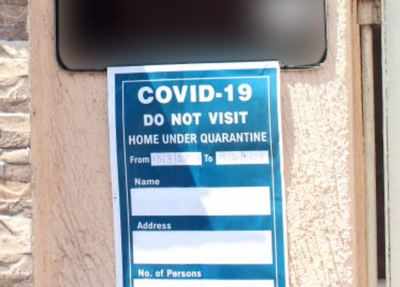 COVID-19
DO NOT VISIT
HOME UNDER QUARANTINE
From To
Name
Address
No. of Persons